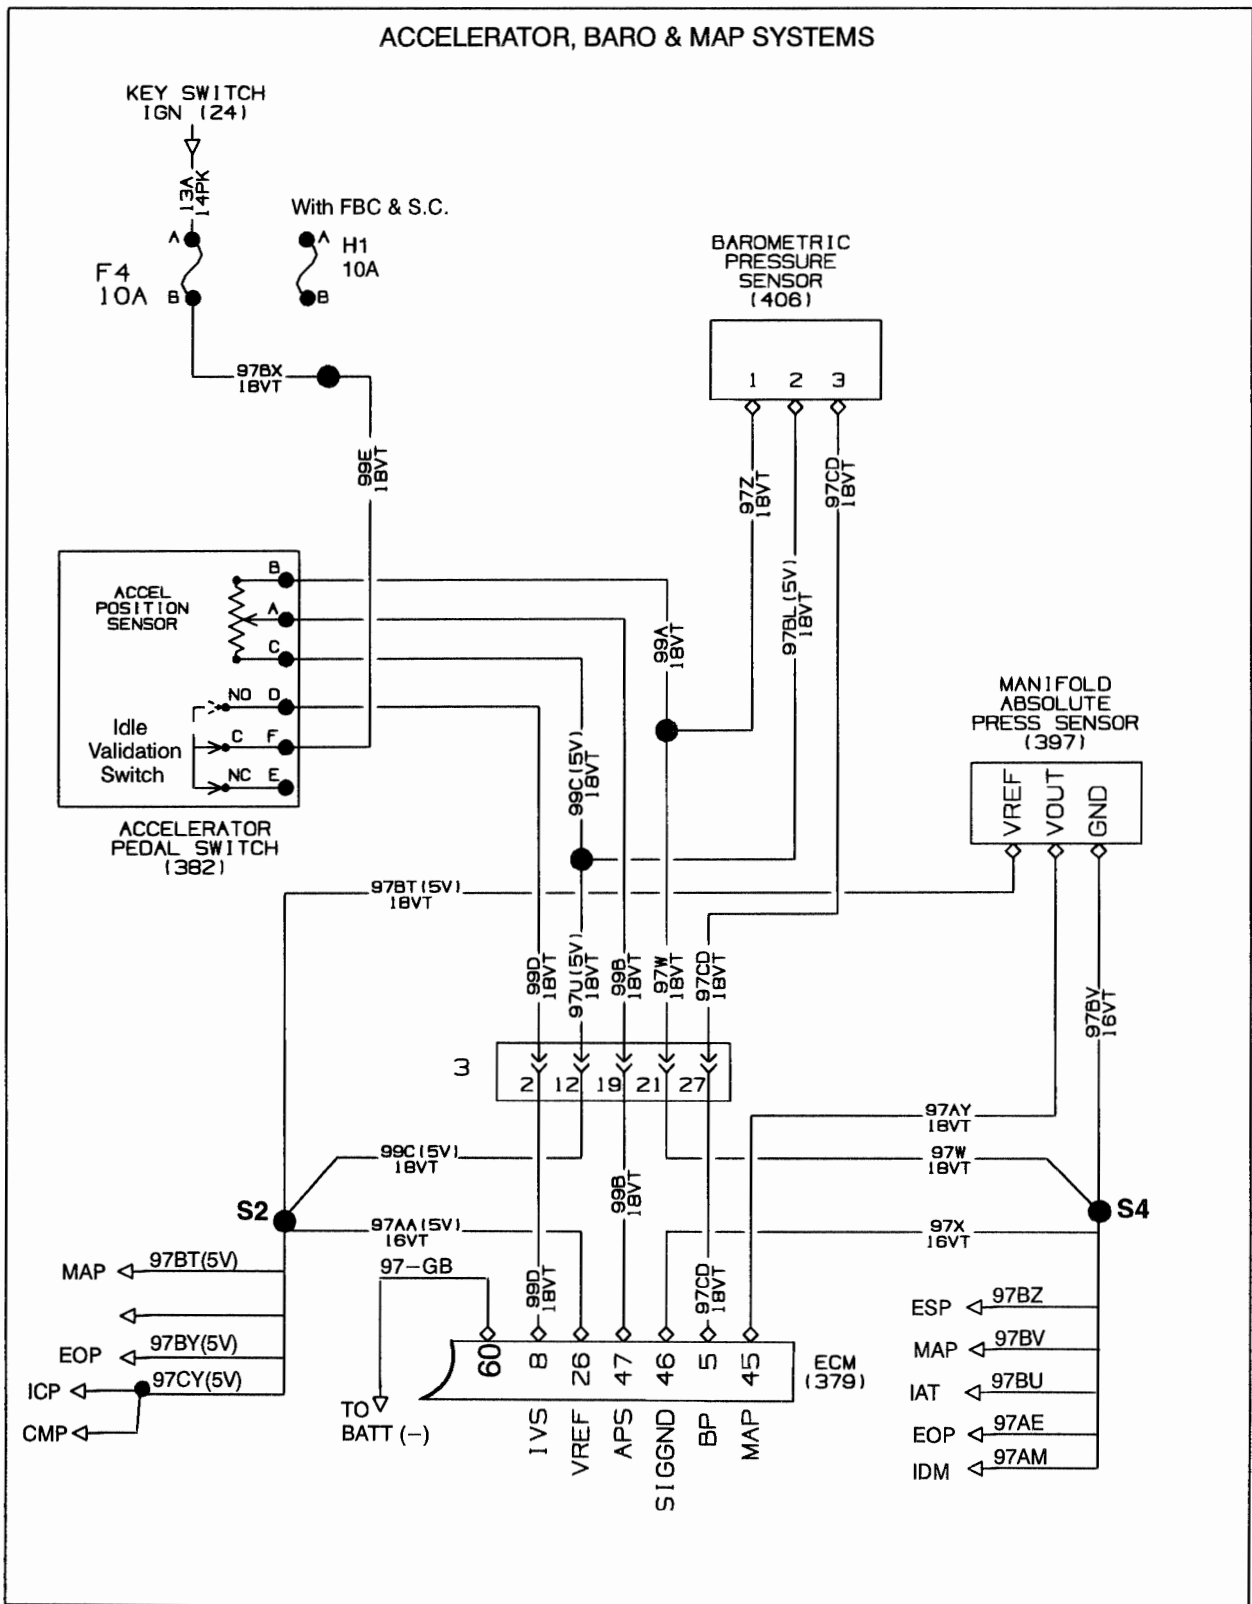 ACCELERATOR, BARO & MAP SYSTEMS
KEY SWITCH
IGN (24)
13A
14PK
With FBC & S.C.
A
F4
10A
B
A
H1
10A
B
97BX
18VT
99E
18VT
BAROMETRIC
PRESSURE
SENSOR
(406)
1 2 3
97Z
18VT
97BL(5V)
18VT
97CD
18VT
ACCEL
POSITION
SENSOR
B
A
C
NO D
C F
NC E
Idle
Validation
Switch
ACCELERATOR
PEDAL SWITCH
(382)
99A
18VT
99C(5V)
18VT
MANIFOLD
ABSOLUTE
PRESS SENSOR
(397)
VREF
VOUT
GND
97BT(5V)
18VT
99D
18VT
97U(5V)
18VT
99B
18VT
97W
18VT
97CD
18VT
97BV
16VT
3
2 12 19 21 27
97AY
18VT
99C(5V)
18VT
97W
18VT
99B
18VT
S2
S4
97AA(5V)
16VT
97X
16VT
97-GB
99D
18VT
97CD
18VT
MAP 97BT(5V)
EOP 97BY(5V)
ICP 97CY(5V)
CMP
ESP 97BZ
MAP 97BV
IAT 97BU
EOP 97AE
IDM 97AM
60 8 26 47 46 5 45
ECM
(379)
TO
BATT (-)
IVS
VREF
APS
SIGGND
BP
MAP